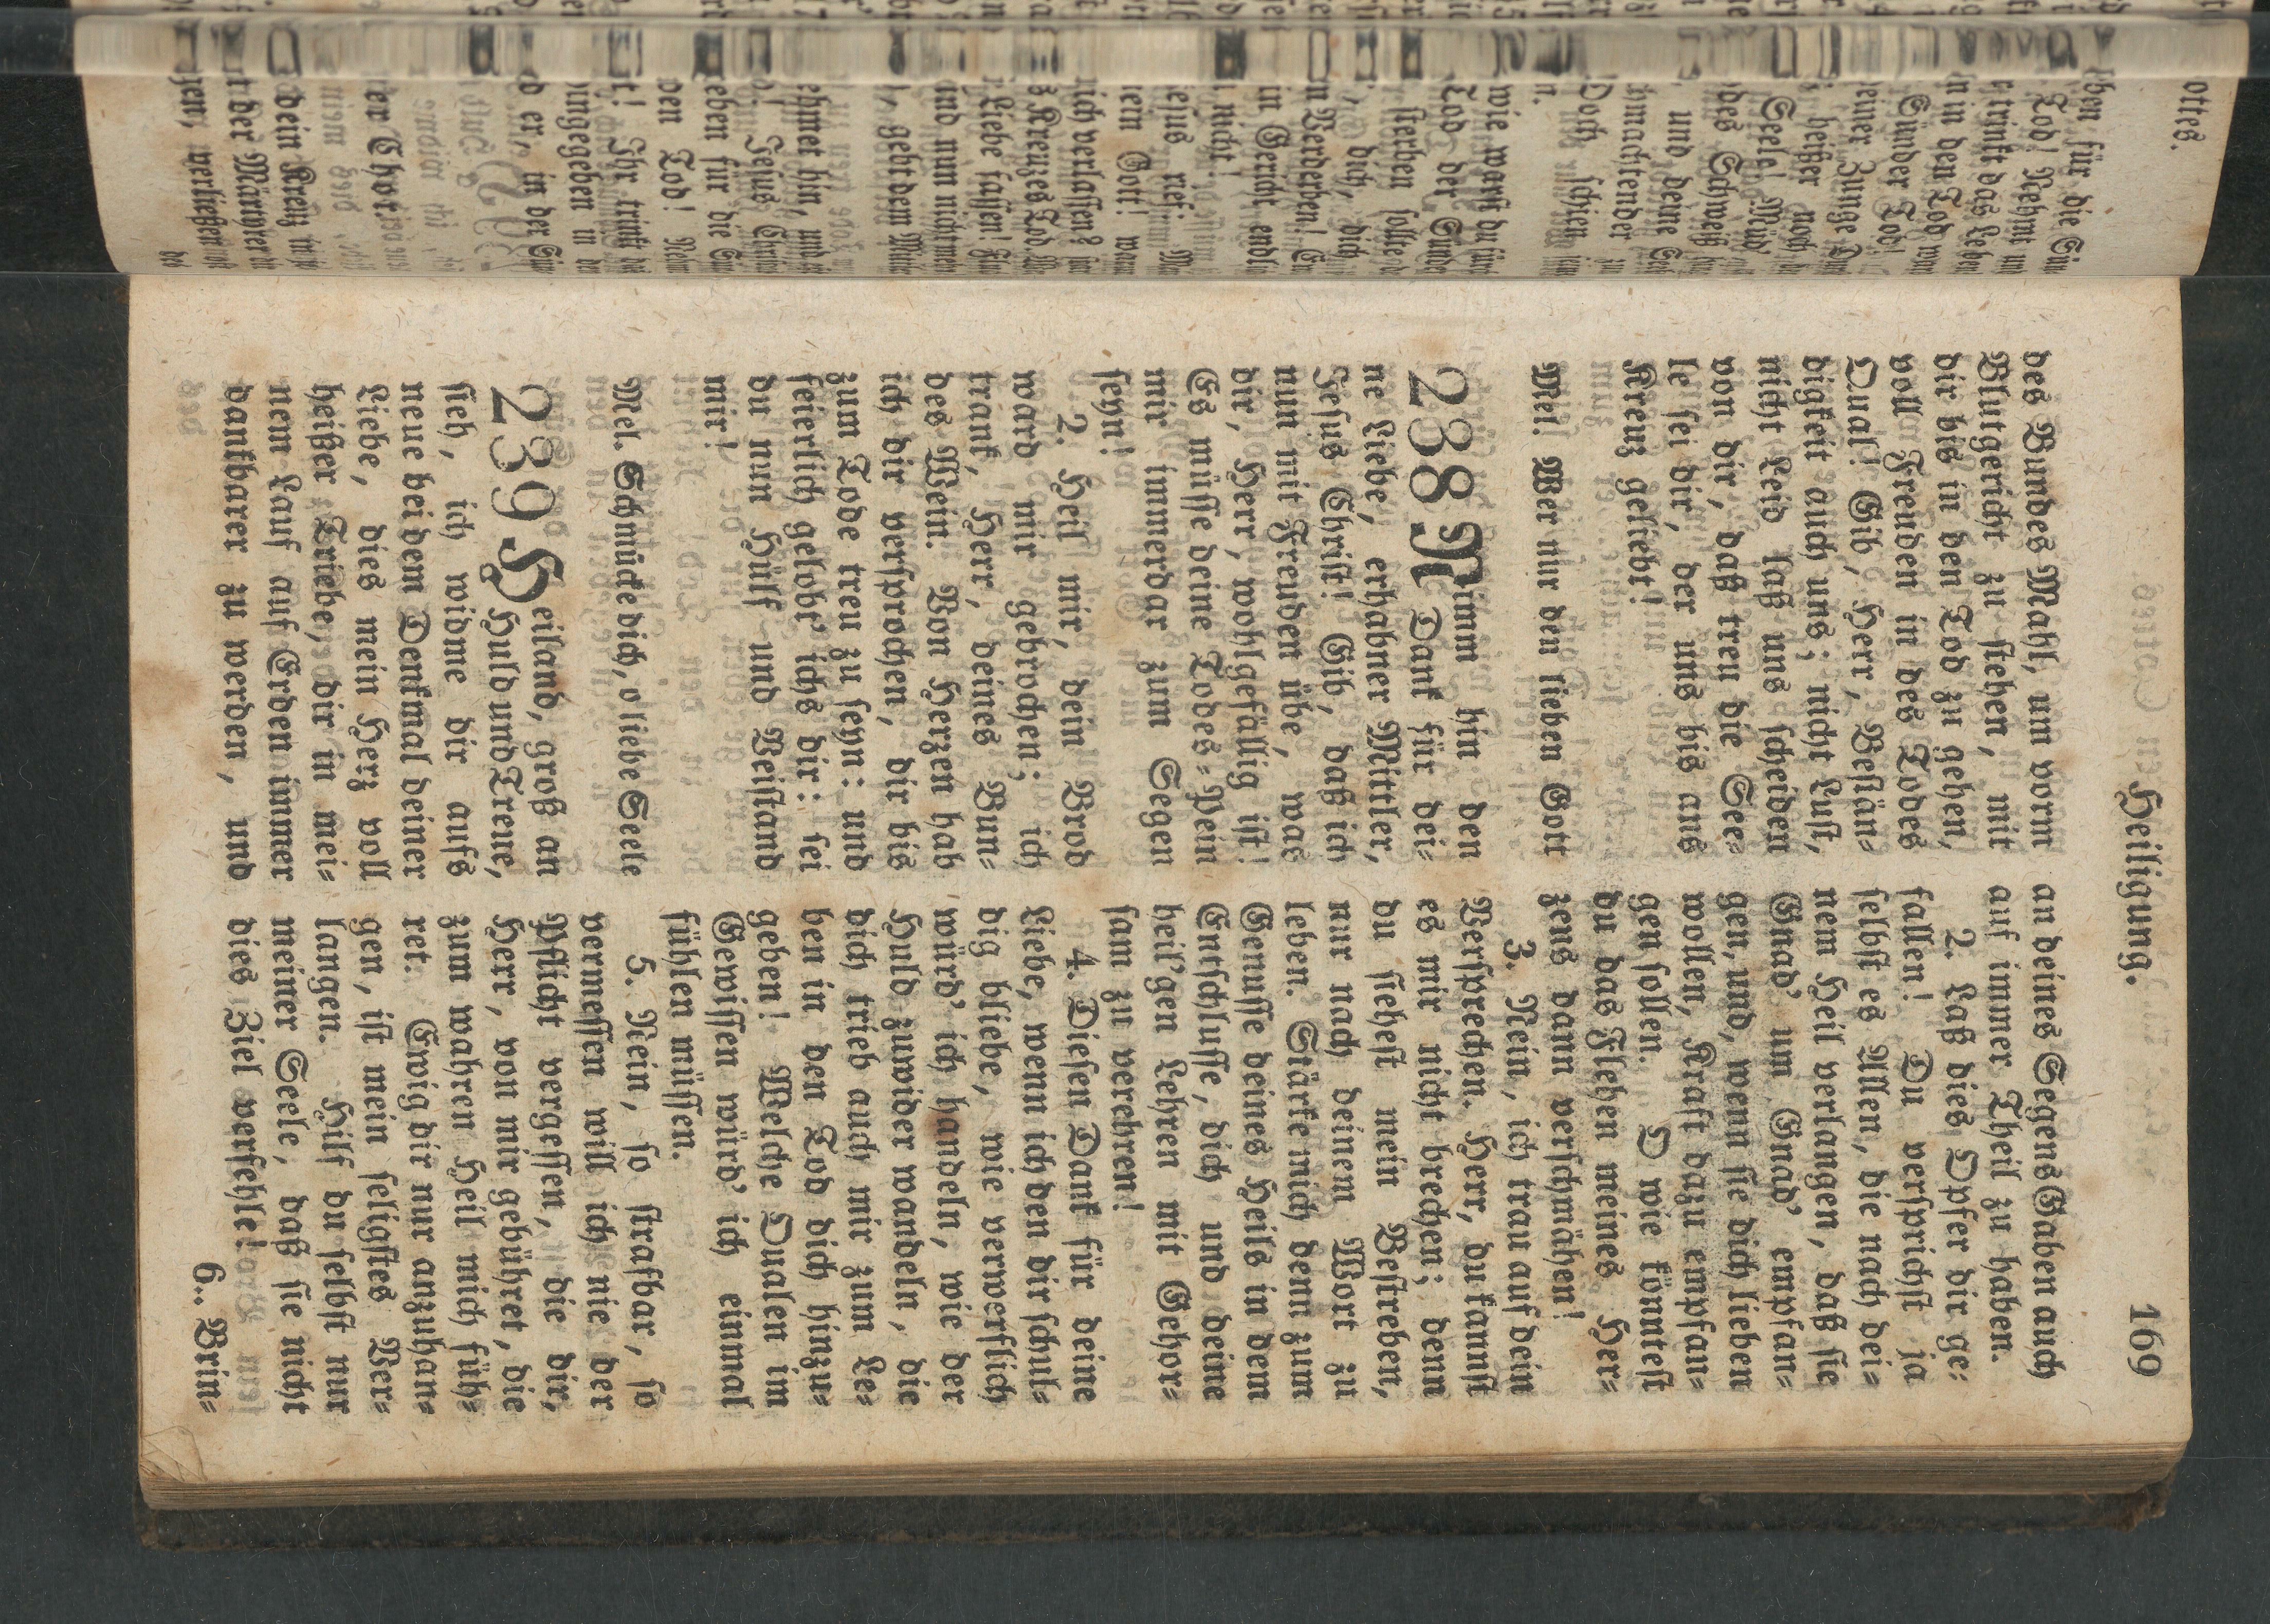 Heiligung. 169
des Bundes Mahl, um vorm
Blutgericht zu stehen, mit
dir bis in den Tod zu gehen,
voll Freuden in des Todes
Qual! Gib, Herr, Bestän-
digkeit auch uns; nicht Lust,
nicht Leid laß uns scheiden
von dir, daß treu die See-
le sei dir, der uns bis ans
Kreuz geliebt!
Mel. Wer nur den lieben Gott
238 Nimm hin den
Dank für dei-
ne Liebe, erhabner Mittler,
Jesus Christ! Gib, daß ich
nun mit Freuden übe, was
dir, Herr, wohlgefällig ist!
Es müsse deine Todes-Pein
mir immerdar zum Segen
seyn!
2. Heil mir, dein Brod
ward mir gebrochen; ich
trank, Herr, deines Bun-
des Wein. Von Herzen hab
ich dir versprochen, dir bis
zum Tode treu zu seyn: und
feierlich gelobt' ichs dir: sei
du nun Hülf und Beistand
mir!
Mel. Schmücke dich, o liebe Seele
239 Heiland, groß an
Huld und Treue,
sieh, ich widme dir aufs
neue bei dem Denkmal deiner
Liebe, dies mein Herz voll
heißer Triebe, dir in mei-
nem Lauf auf Erden immer
dankbarer zu werden, und
an deines Segens Gaben auch
auf immer Theil zu haben.
2. Laß dies Opfer dir ge-
fallen! Du versprichst ja
selbst es Allen, die nach dei-
nem Heil verlangen, daß sie
Gnad' um Gnad' empfan-
gen, und, wenn sie dich lieben
wollen, Kraft dazu empfan-
gen sollen. O wie könntest
du das Flehen meines Her-
zens dann verschmähen!
3. Nein, ich trau auf dein
Versprechen. Herr, du kannst
es mir nicht brechen; denn
du siehest mein Bestreben,
nur nach deinem Wort zu
leben. Stärke mich denn zum
Genusse deines Heils in dem
Entschlusse, dich und deine
heil'gen Lehren mit Gehor-
sam zu verehren!
4. Diesen Dank für deine
Liebe, wenn ich den dir schul-
dig bliebe, wie verwerflich
würd' ich handeln, wie der
Huld zuwider wandeln, die
dich trieb auch mir zum Le-
ben in den Tod dich hinzu-
geben! Welche Qualen im
Gewissen würd' ich einmal
fühlen müssen.
5. Nein, so strafbar, so
vermessen will ich nie der
Pflicht vergessen, die dir,
Herr, von mir gebühret, die
zum wahren Heil mich füh-
ret. Ewig dir nur anzuhan-
gen, ist mein seligstes Ver-
langen. Hilf du selbst nur
meiner Seele, daß sie nicht
dies Ziel verfehle!
6. Brin-